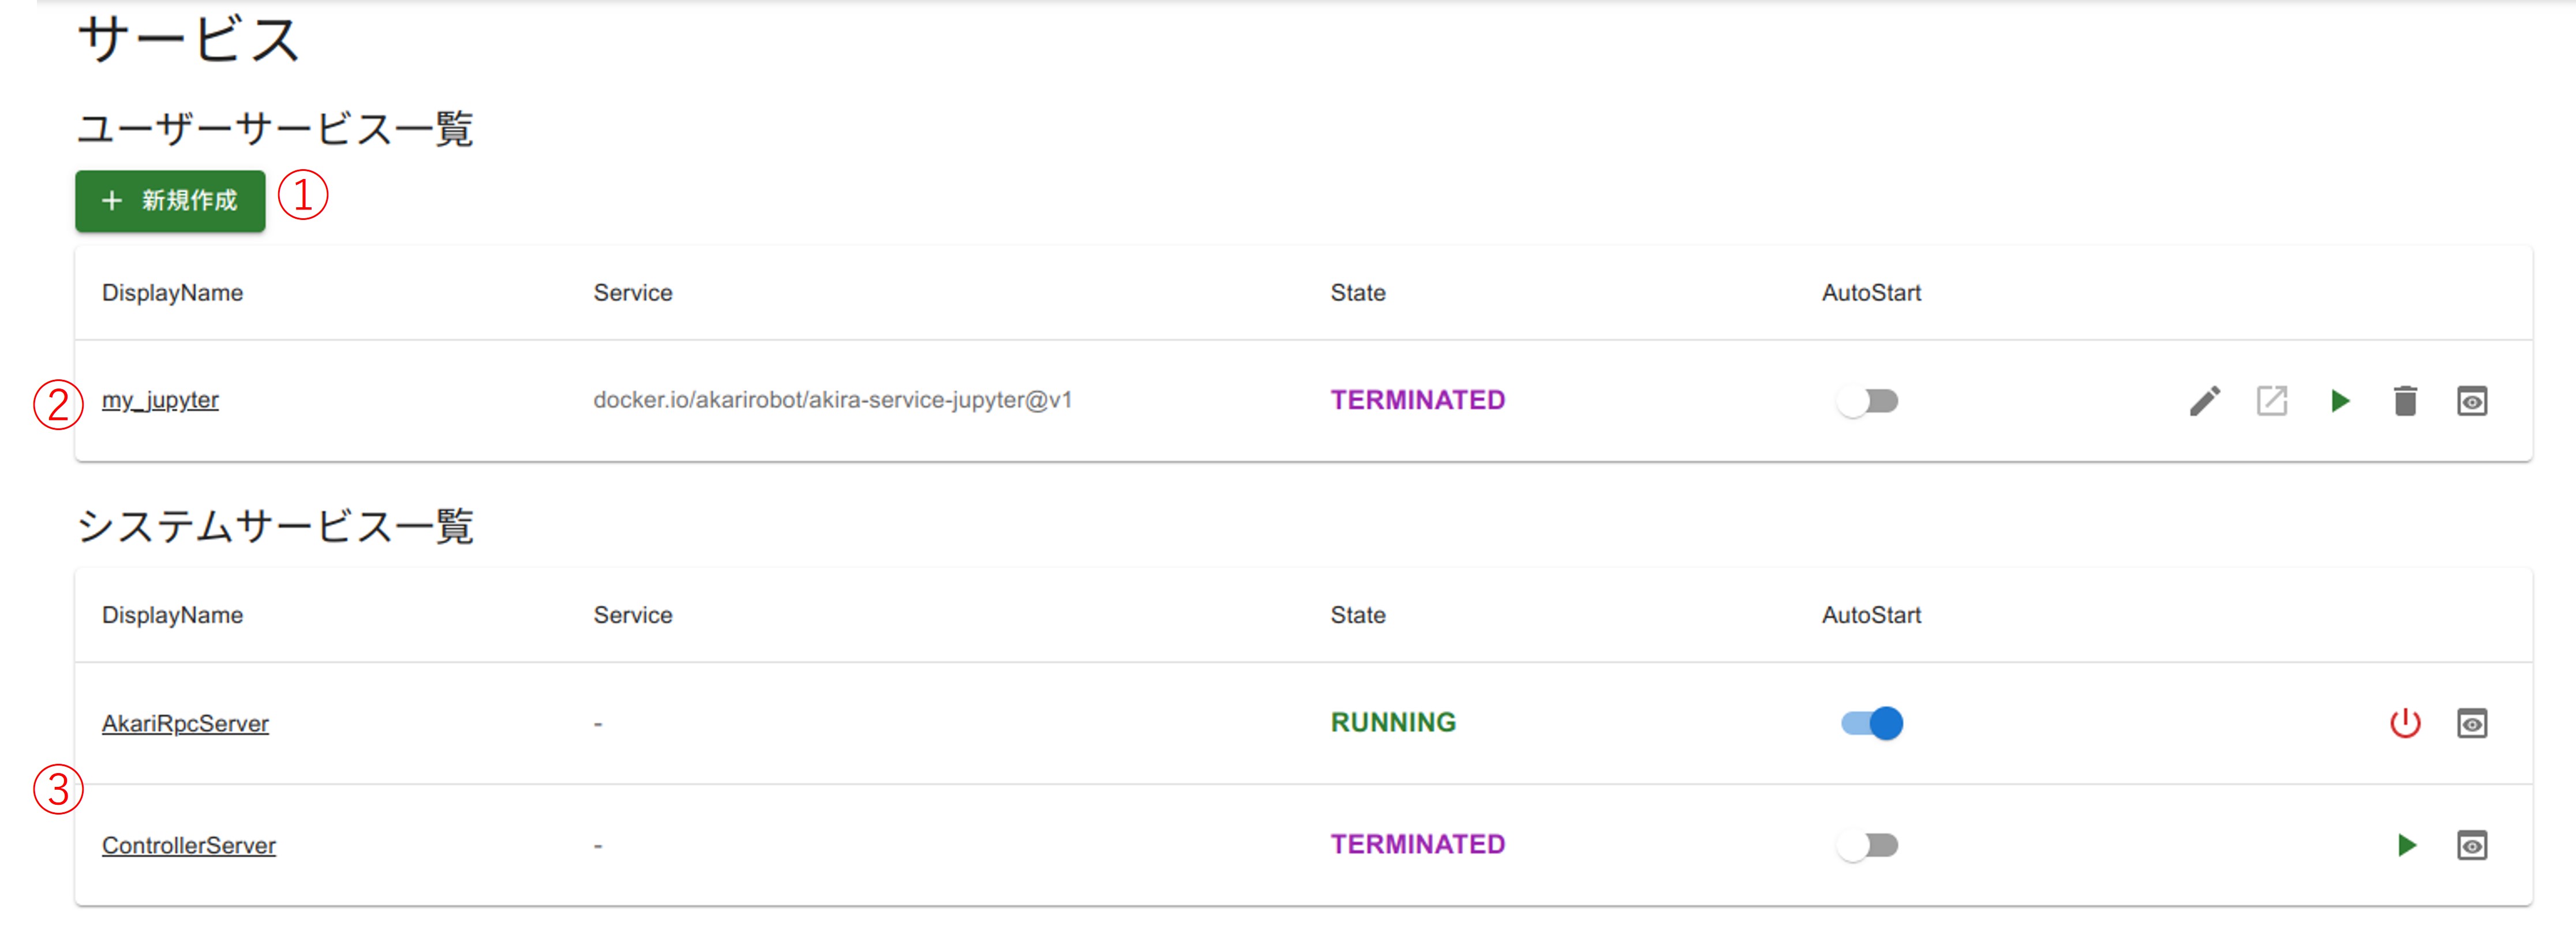 サービス
ユーザーサービス一覧
+ 新規作成 ①
DisplayName Service State AutoStart
② my_jupyter docker.io/akarirobot/akira-service-jupyter@v1 TERMINATED
システムサービス一覧
DisplayName Service State AutoStart
AkariRpcServer - RUNNING
③
ControllerServer - TERMINATED